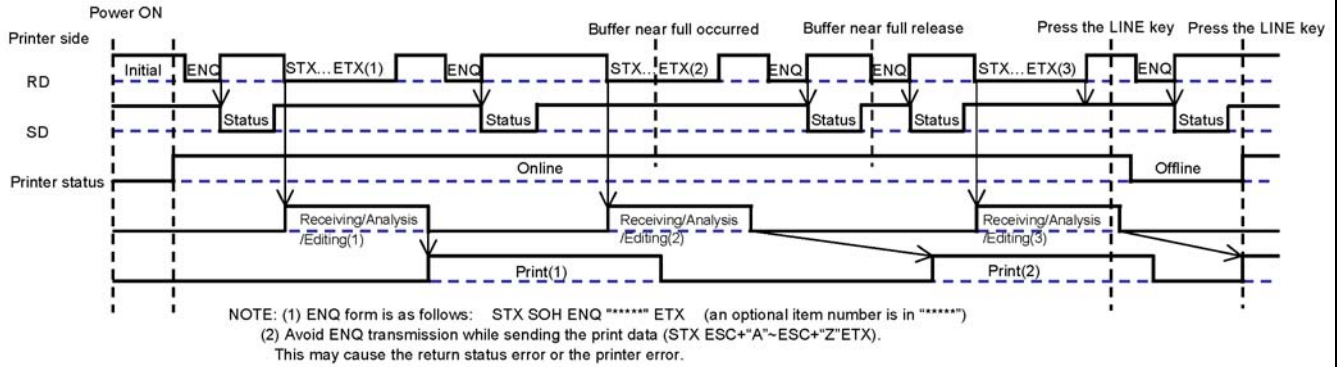 Power ON
Buffer near full occurred Buffer near full release Press the LINE key Press the LINE key
Printer side
Initial ENQ STX... ETX(1) ENQ STX... ETX(2) ENQ ENQ STX... ETX(3) ENQ
RD
Status Status Status Status Status
SD
Online Offline
Printer status
Receiving/Analysis Receiving/Analysis Receiving/Analysis
/Editing(1) /Editing(2) /Editing(3)
Print(1) Print(2)
NOTE: (1) ENQ form is as follows: STX SOH ENQ "*****" ETX (an optional item number is in "*****")
(2) Avoid ENQ transmission while sending the print data (STX ESC+"A"~ESC+"Z"ETX).
This may cause the return status error or the printer error.